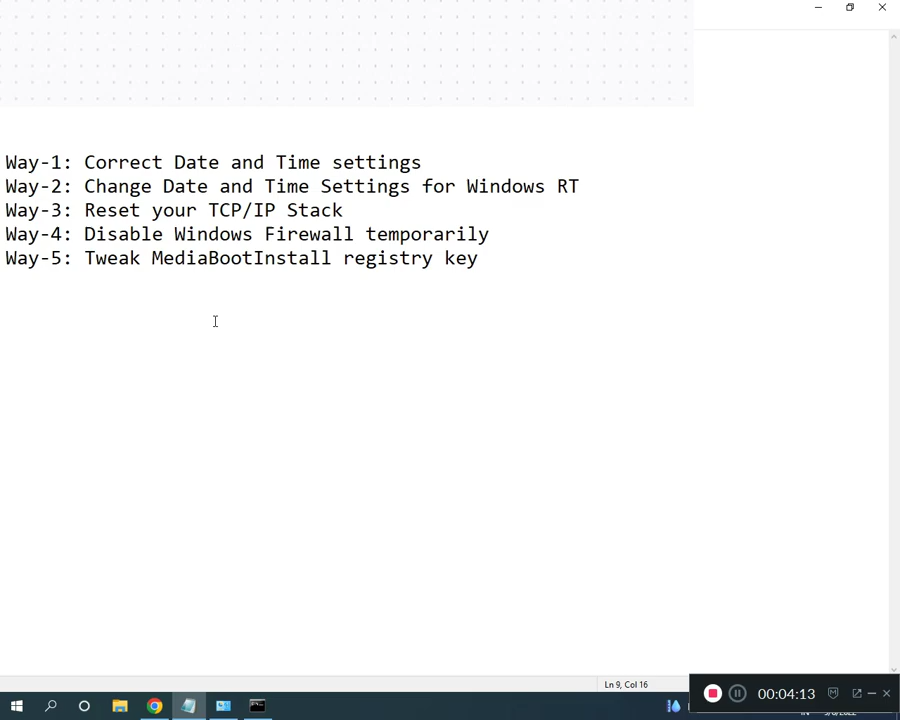 Way-1: Correct Date and Time settings
Way-2: Change Date and Time Settings for Windows RT
Way-3: Reset your TCP/IP Stack
Way-4: Disable Windows Firewall temporarily
Way-5: Tweak MediaBootInstall registry key
Ln 9, Col 16
00:04:13